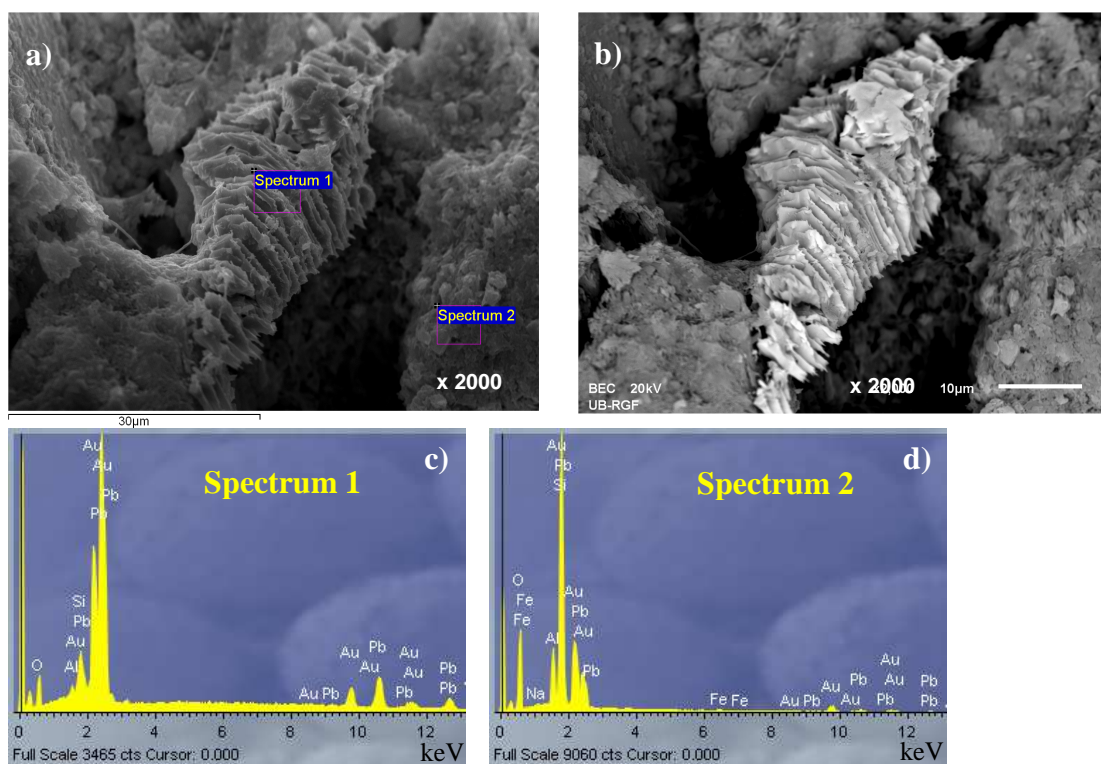 a)
Spectrum 1
Spectrum 2
x 2000
30µm
b)
BEC 20kV
x 2000
10µm
UB-RGF
c)
Spectrum 1
Au
Au
Pb
Pb
Si
Pb
Au
O
Al
Au
Pb
Au
Au
Au
Pb
Au
Pb
Pb
Pb
0 2 4 6 8 10 12
Full Scale 3465 cts Cursor: 0.000
keV
d)
Spectrum 2
Au
Pb
Si
O
Fe
Fe
Au
Pb
Au
Al
Pb
Na
Fe
Fe
Au
Pb
Au
Pb
Au
Au
Au
Pb
Pb
Pb
0 2 4 6 8 10 12
Full Scale 9060 cts Cursor: 0.000
keV